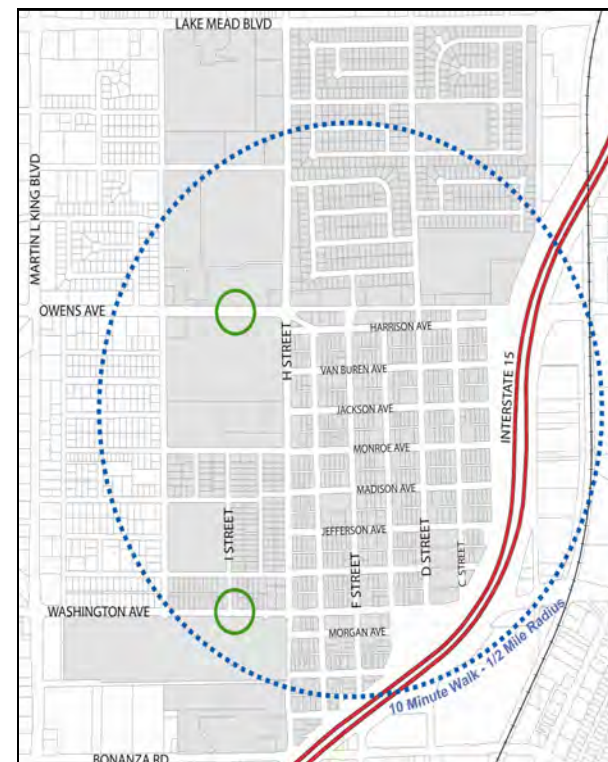 LAKE MEAD BLVD
MARTIN L KING BLVD
OWENS AVE
H STREET
HARRISON AVE
VAN BUREN AVE
JACKSON AVE
INTERSTATE 15
MONROE AVE
MADISON AVE
I STREET
JEFFERSON AVE
F STREET
D STREET
C STREET
WASHINGTON AVE
MORGAN AVE
10 Minute Walk - 1/2 Mile Radius
BONANZA RD